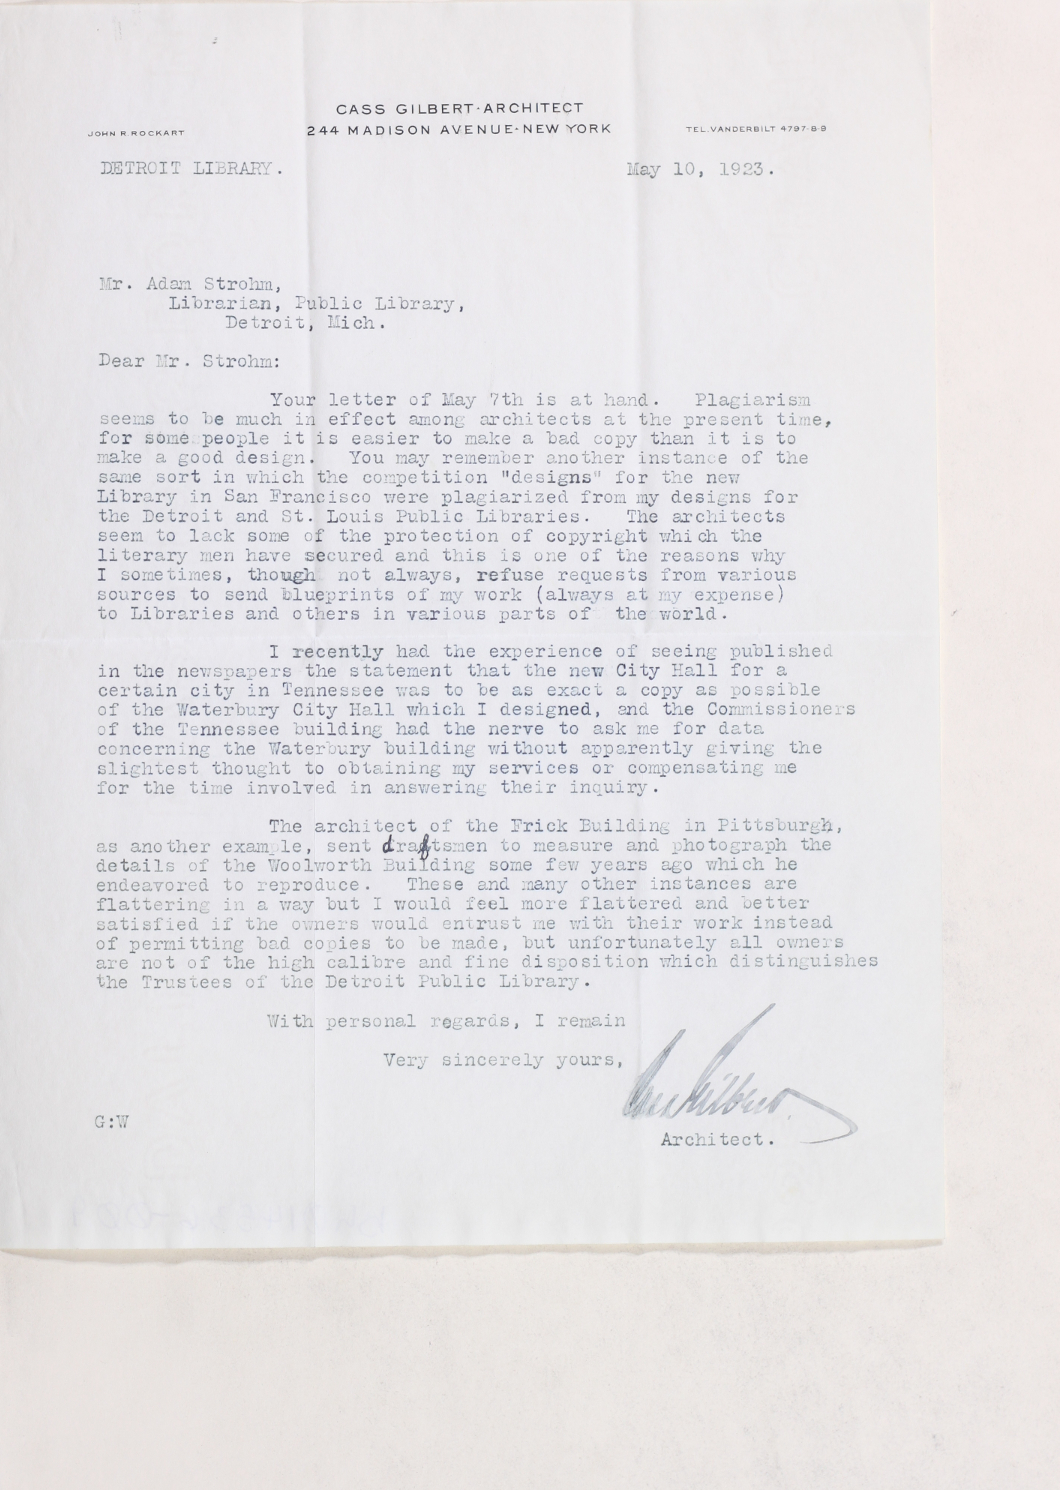 CASS GILBERT·ARCHITECT
JOHN R. ROCKART 244 MADISON AVENUE·NEW YORK TEL. VANDERBILT 4797-8-9
DETROIT LIBRARY. May 10, 1923.
Mr. Adam Strohm,
Librarian, Public Library,
Detroit, Mich.
Dear Mr. Strohm:
Your letter of May 7th is at hand. Plagiarism
seems to be much in effect among architects at the present time,
for some people it is easier to make a bad copy than it is to
make a good design. You may remember another instance of the
same sort in which the competition "designs" for the new
Library in San Francisco were plagiarized from my designs for
the Detroit and St. Louis Public Libraries. The architects
seem to lack some of the protection of copyright which the
literary men have secured and this is one of the reasons why
I sometimes, though not always, refuse requests from various
sources to send blueprints of my work (always at my expense)
to Libraries and others in various parts of the world.
I recently had the experience of seeing published
in the newspapers the statement that the new City Hall for a
certain city in Tennessee was to be as exact a copy as possible
of the Waterbury City Hall which I designed, and the Commissioners
of the Tennessee building had the nerve to ask me for data
concerning the Waterbury building without apparently giving the
slightest thought to obtaining my services or compensating me
for the time involved in answering their inquiry.
The architect of the Frick Building in Pittsburgh,
as another example, sent draftsmen to measure and photograph the
details of the Woolworth Building some few years ago which he
endeavored to reproduce. These and many other instances are
flattering in a way but I would feel more flattered and better
satisfied if the owners would entrust me with their work instead
of permitting bad copies to be made, but unfortunately all owners
are not of the high calibre and fine disposition which distinguishes
the Trustees of the Detroit Public Library.
With personal regards, I remain
Very sincerely yours,
Cass Gilbert.
G:W
Architect.